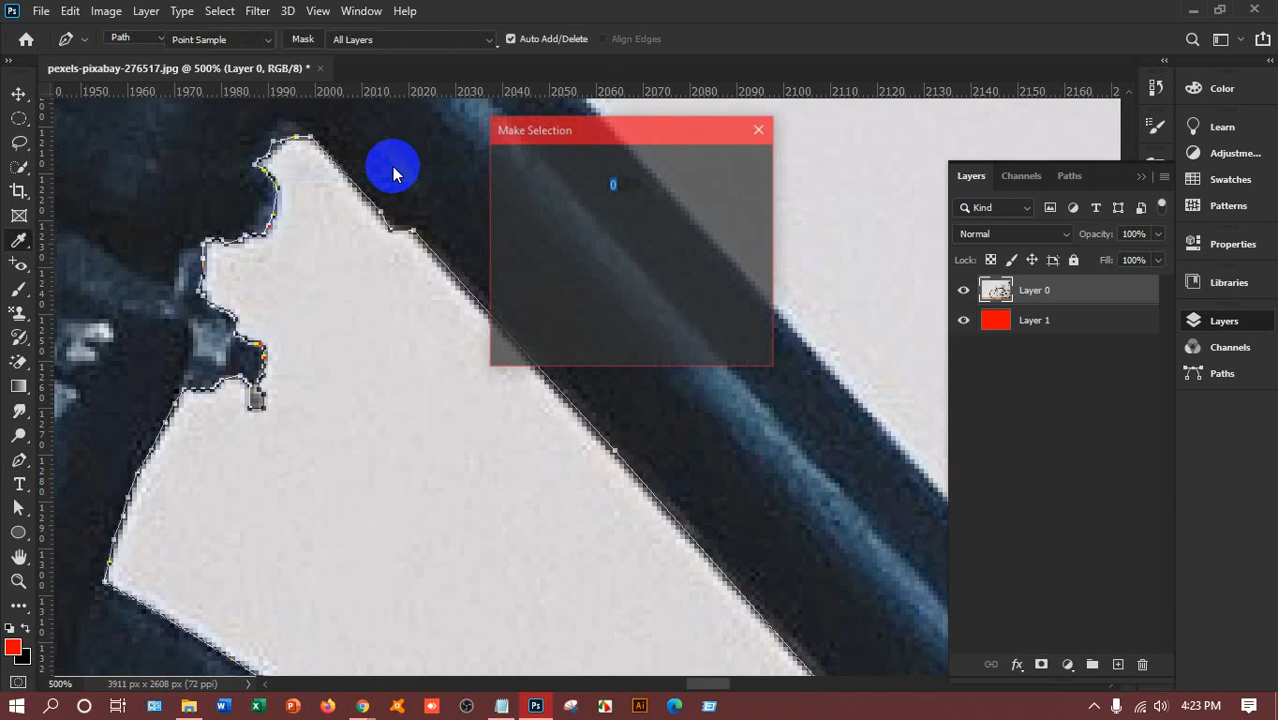 Ps File Edit Image Layer Type Select Filter 3D View Window Help
Path Point Sample Mask All Layers Auto Add/Delete Align Edges
pexels-pixabay-276517.jpg @ 500% (Layer 0, RGB/8) *
0 1950 1960 1970 1980 1990 2000 2010 2020 2030 2040 2050 2060 2070 2080 2090 2100 2110 2120 2130 2140 2150 2160 2
Make Selection
0
Color
Learn
Adjustme...
Swatches
Patterns
Properties
Libraries
Layers
Channels
Paths
Layers Channels Paths
Kind
Normal Opacity: 100%
Lock: Fill: 100%
Layer 0
Layer 1
fx
500% 3911 px x 2608 px (72 ppi)
4:23 PM